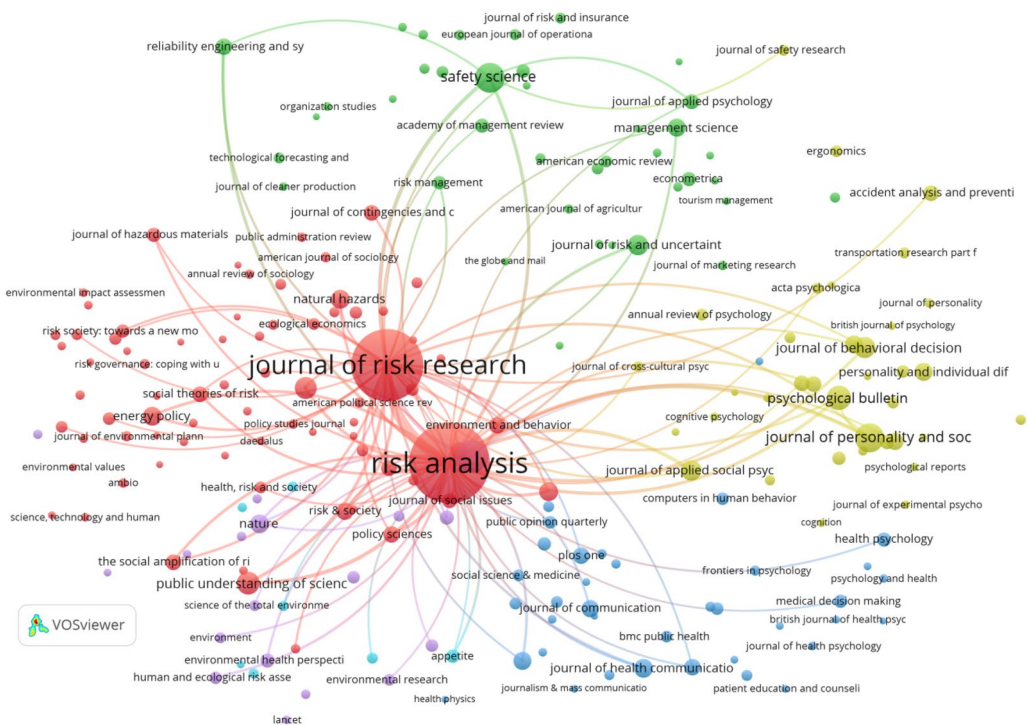 journal of risk and insurance
european journal of operationa
reliability engineering and sy
journal of safety research
safety science
journal of applied psychology
organization studies
academy of management review
management science
ergonomics
technological forecasting and
american economic review
econometrica
journal of cleaner production
risk management
accident analysis and preventi
tourism management
american journal of agricultur
journal of contingencies and c
journal of hazardous materials
public administration review
journal of risk and uncertaint
transportation research part f
american journal of sociology
the globe and mail
journal of marketing research
annual review of sociology
acta psychologica
environmental impact assessmen
natural hazards
journal of personality
annual review of psychology
ecological economics
british journal of psychology
risk society: towards a new mo
journal of behavioral decision
journal of risk research
risk governance: coping with u
journal of cross-cultural psyc
personality and individual dif
social theories of risk
psychological bulletin
american political science rev
energy policy
cognitive psychology
policy studies journal
environment and behavior
journal of environmental plann
daedalus
journal of personality and soc
environmental values
risk analysis
psychological reports
journal of applied social psyc
ambio
health, risk and society
computers in human behavior
journal of social issues
journal of experimental psycho
risk & society
science, technology and human
nature
public opinion quarterly
cognition
policy sciences
health psychology
the social amplification of ri
plos one
frontiers in psychology
public understanding of scienc
social science & medicine
psychology and health
science of the total environme
journal of communication
medical decision making
british journal of health psyc
VOSviewer
environment
bmc public health
journal of health psychology
environmental health perspecti
appetite
journal of health communicatio
human and ecological risk asse
environmental research
journalism & mass communicatio
patient education and counseli
health physics
lancet